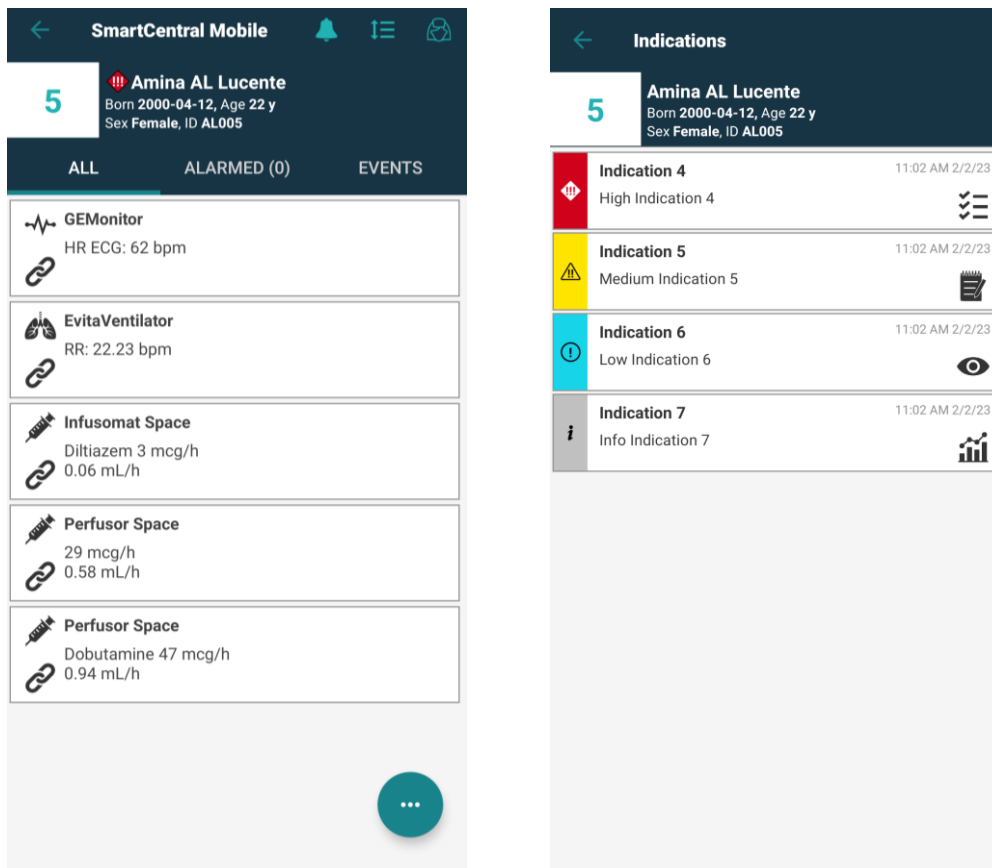 SmartCentral Mobile
5
Amina AL Lucente
Born 2000-04-12, Age 22 y
Sex Female, ID AL005
ALL
ALARMED (0)
EVENTS
GEMonitor
HR ECG: 62 bpm
EvitaVentilator
RR: 22.23 bpm
Infusomat Space
Diltiazem 3 mcg/h
0.06 mL/h
Perfusor Space
29 mcg/h
0.58 mL/h
Perfusor Space
Dobutamine 47 mcg/h
0.94 mL/h
Indications
5
Amina AL Lucente
Born 2000-04-12, Age 22 y
Sex Female, ID AL005
Indication 4 11:02 AM 2/2/23
High Indication 4
Indication 5 11:02 AM 2/2/23
Medium Indication 5
Indication 6 11:02 AM 2/2/23
Low Indication 6
Indication 7 11:02 AM 2/2/23
Info Indication 7